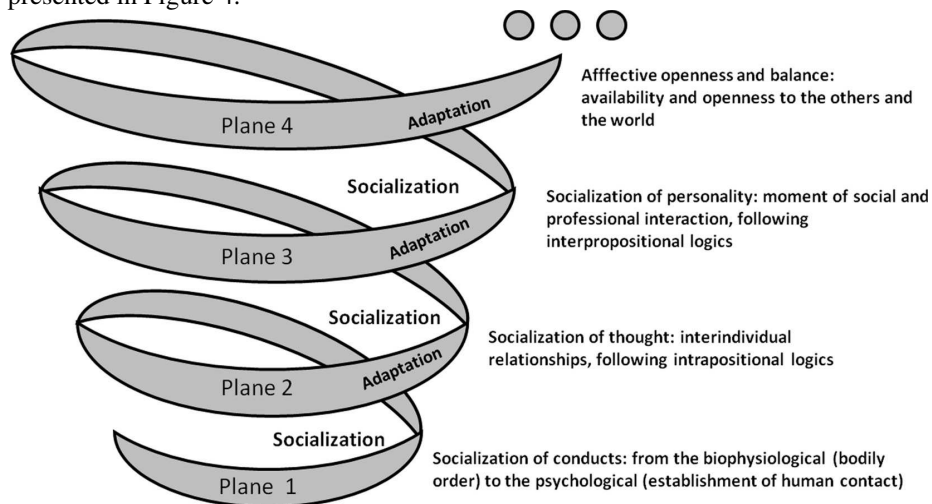 presented in Figure 4.
Afffective openness and balance:
availability and openness to the others and
the world
Plane 4
Adaptation
Socialization
Socialization of personality: moment of social and
professional interaction, following
interpropositional logics
Plane 3
Adaptation
Socialization
Socialization of thought: interindividual
relationships, following intrapositional logics
Plane 2
Adaptation
Socialization
Socialization of conducts: from the biophysiological (bodily
order) to the psychological (establishment of human contact)
Plane 1